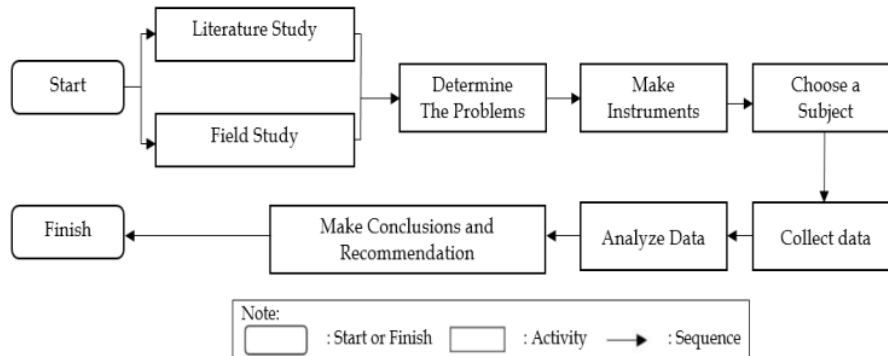 Start
Literature Study
Field Study
Determine
The Problems
Make
Instruments
Choose a
Subject
Collect data
Analyze Data
Make Conclusions and
Recommendation
Finish
Note:
: Start or Finish
: Activity
: Sequence